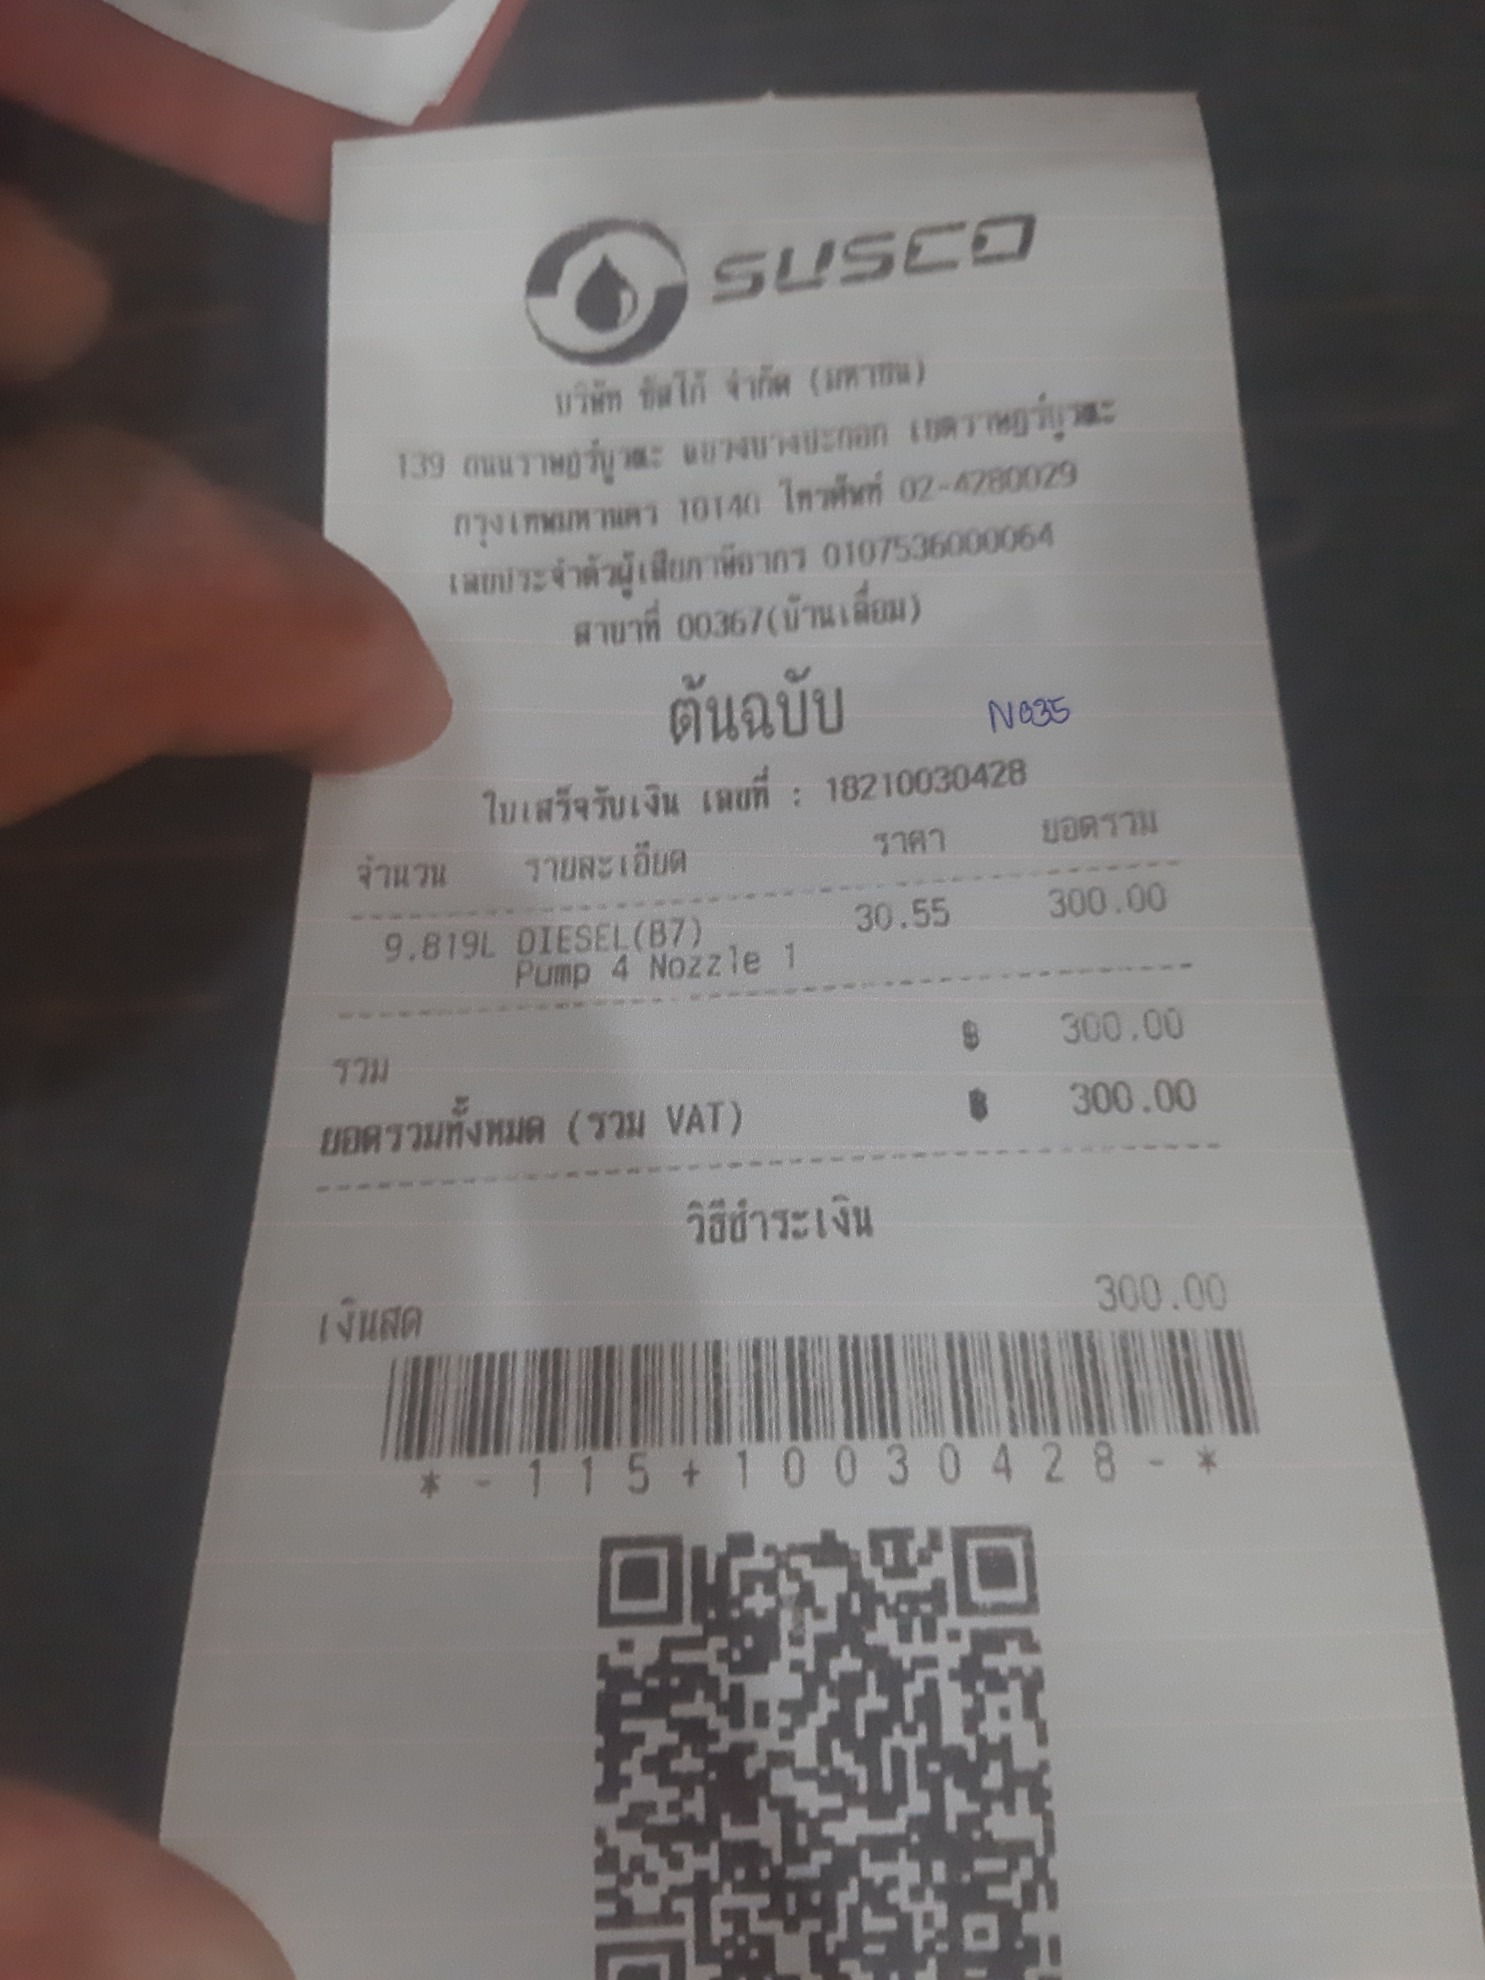 SUSCO
บริษัท ซัสโก้ จำกัด (มหาชน)
139 ถนนราษฎร์บูรณะ แขวงบางปะกอก เขตราษฎร์บูรณะ
กรุงเทพมหานคร 10140 โทรศัพท์ 02-4280029
เลขประจำตัวผู้เสียภาษีอากร 0107536000064
สาขาที่ 00367(บ้านเลื่อม)
ต้นฉบับ
N035
ใบเสร็จรับเงิน เลขที่ : 18210030428
จำนวน รายละเอียด ราคา ยอดรวม
9.819L DIESEL(B7) 30.55 300.00
Pump 4 Nozzle 1
รวม ฿ 300.00
ยอดรวมทั้งหมด (รวม VAT) ฿ 300.00
วิธีชำระเงิน
เงินสด 300.00
*-115+10030428-*